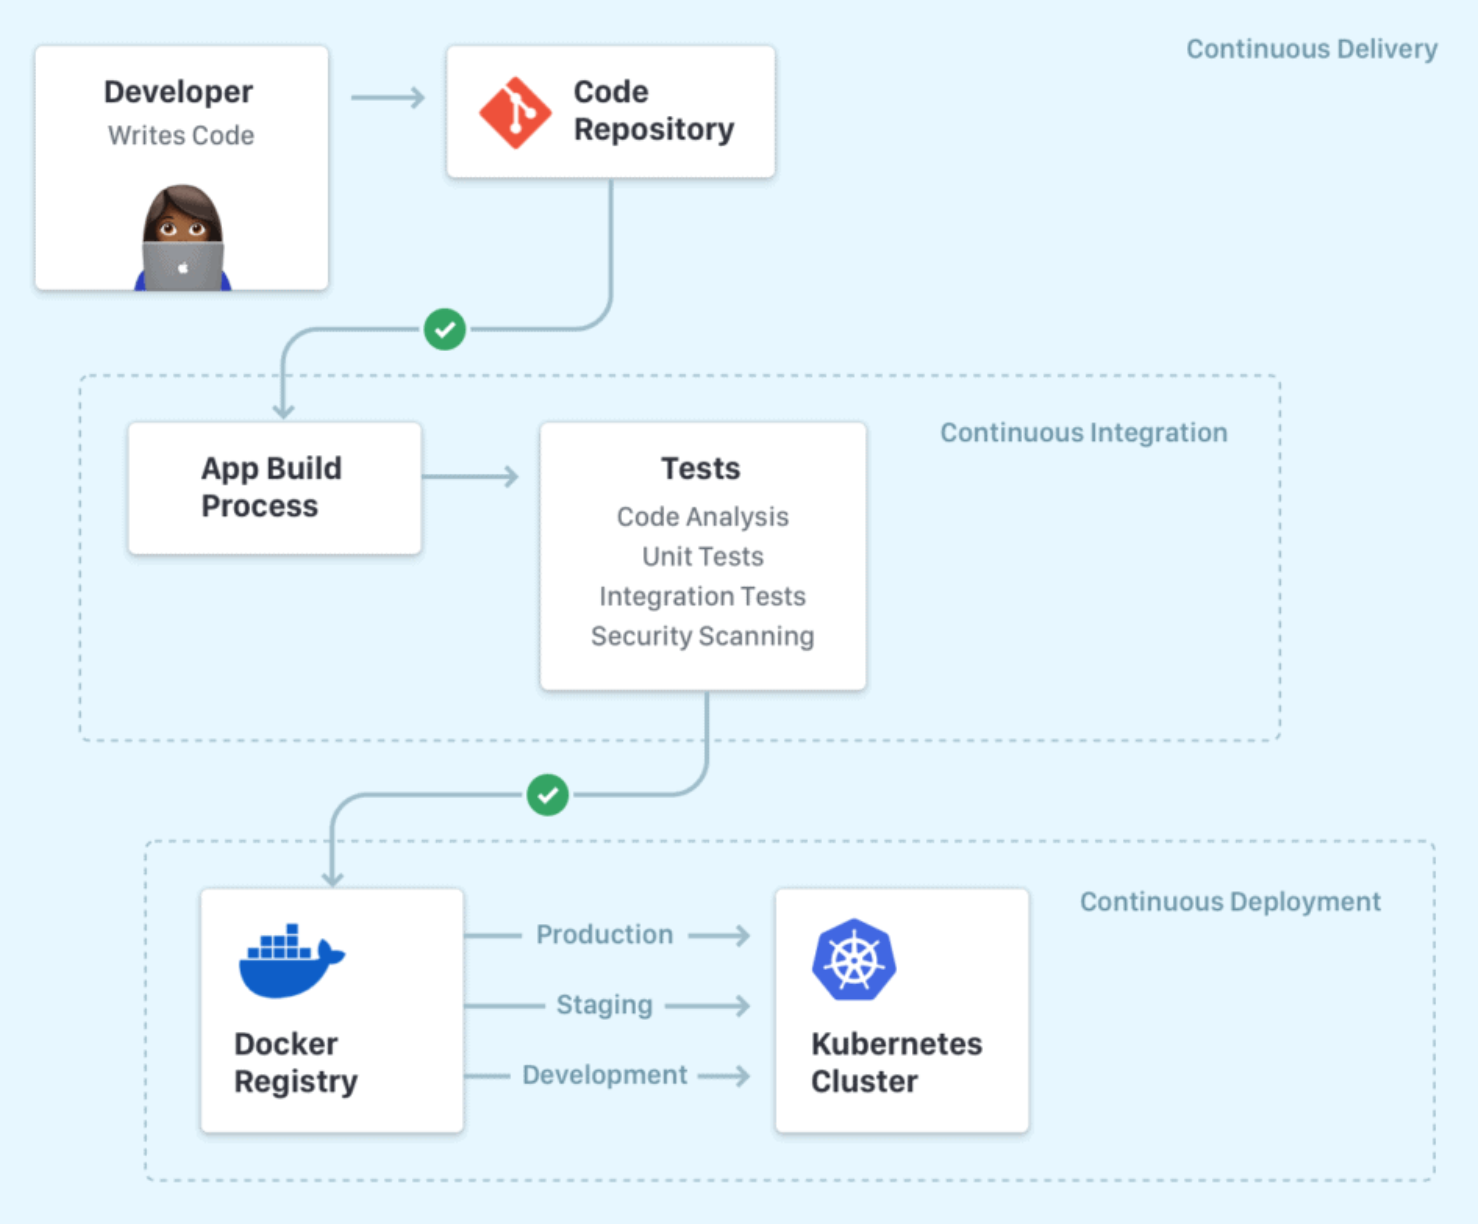 Continuous Delivery
Developer
Writes Code
Code
Repository
Continuous Integration
App Build
Process
Tests
Code Analysis
Unit Tests
Integration Tests
Security Scanning
Continuous Deployment
Docker
Registry
Production
Staging
Development
Kubernetes
Cluster